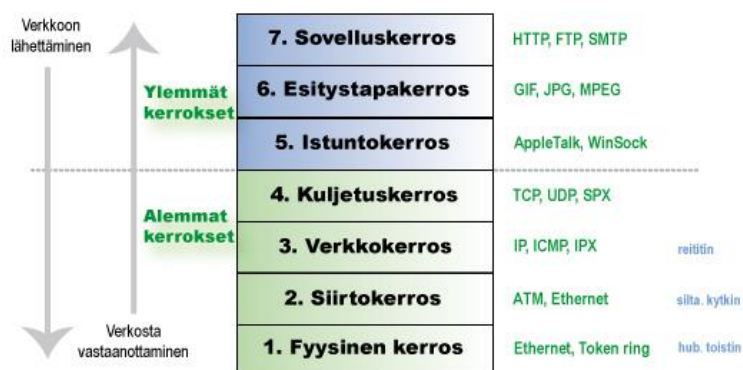 Verkkoon
lähettäminen
7. Sovelluskerros
HTTP, FTP, SMTP
Ylemmät
kerrokset
6. Esitystapakerros
GIF, JPG, MPEG
5. Istuntokerros
AppleTalk, WinSock
4. Kuljetuskerros
TCP, UDP, SPX
Alemmat
kerrokset
3. Verkkokerros
IP, ICMP, IPX
reititin
2. Siirtokerros
ATM, Ethernet
silta. kytkin
Verkosta
vastaanottaminen
1. Fyysinen kerros
Ethernet, Token ring
hub. toistin